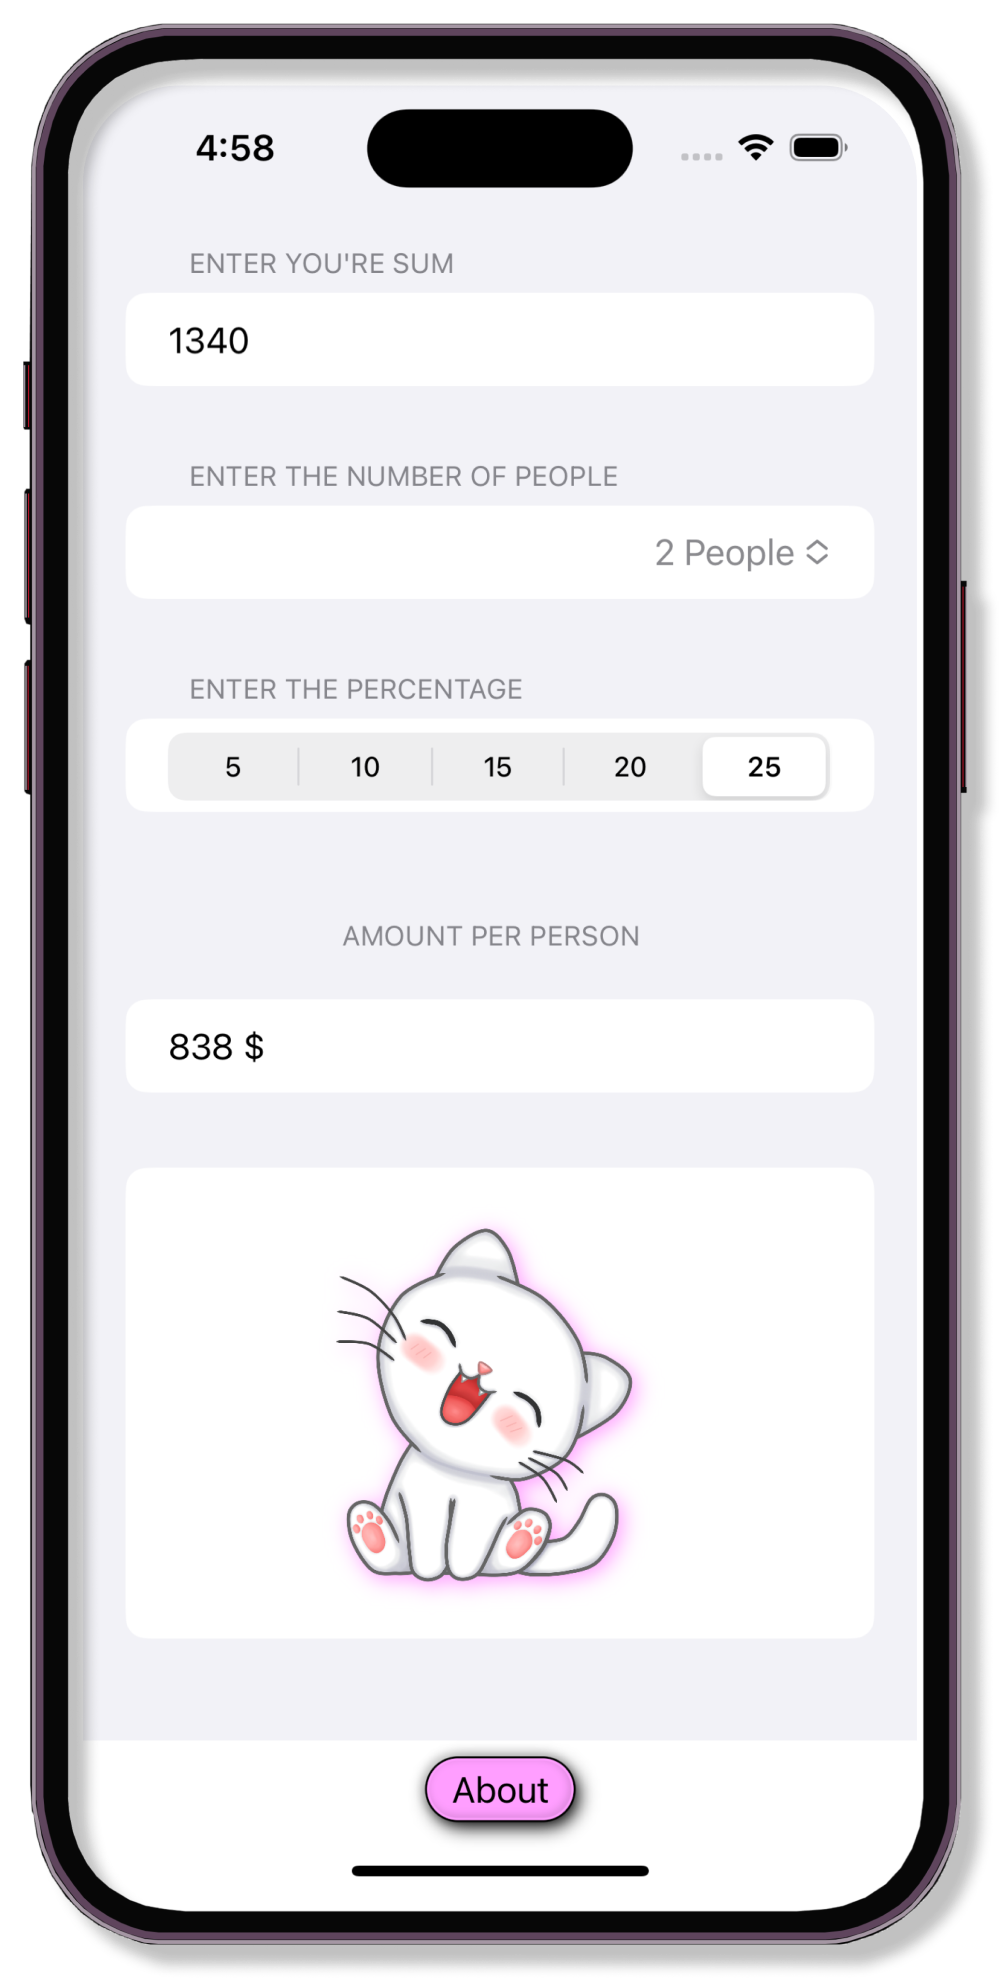 4:58
ENTER YOU'RE SUM
1340
ENTER THE NUMBER OF PEOPLE
2 People
ENTER THE PERCENTAGE
5 10 15 20 25
AMOUNT PER PERSON
838 $
About